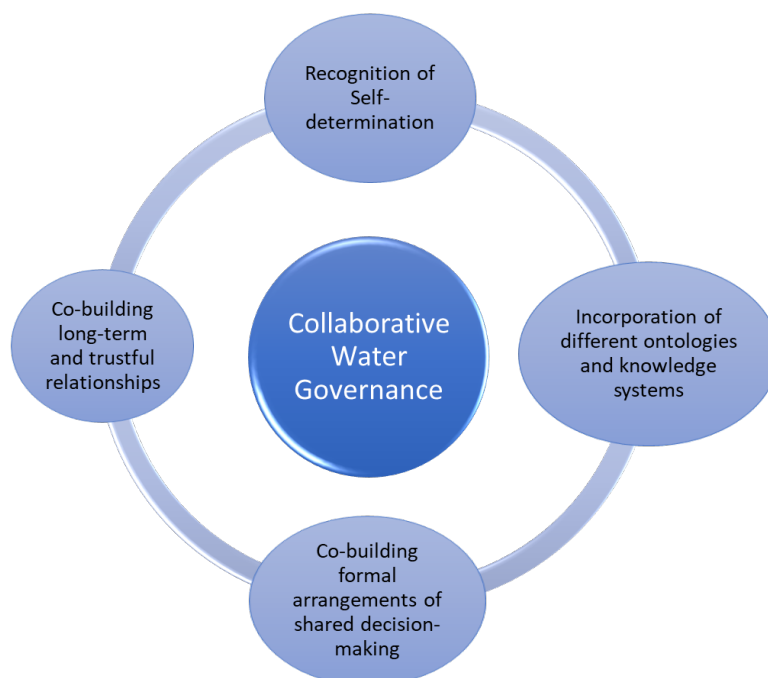 Recognition of
Self-
determination
Incorporation of
different ontologies
and knowledge
systems
Collaborative
Water
Governance
Co-building
long-term
and trustful
relationships
Co-building
formal
arrangements of
shared decision-
making